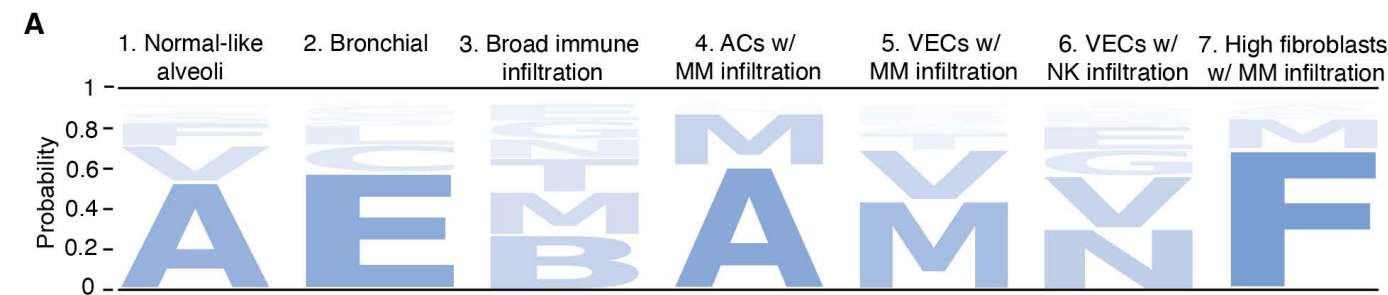 A
1. Normal-like alveoli
2. Bronchial
3. Broad immune infiltration
4. ACs w/ MM infiltration
5. VECs w/ MM infiltration
6. VECs w/ NK infiltration
7. High fibroblasts w/ MM infiltration
Probability
1
0.8
0.6
0.4
0.2
0
F
V
A
L
C
E
E
G
N
T
M
B
M
A
T
V
M
E
G
V
N
M
F